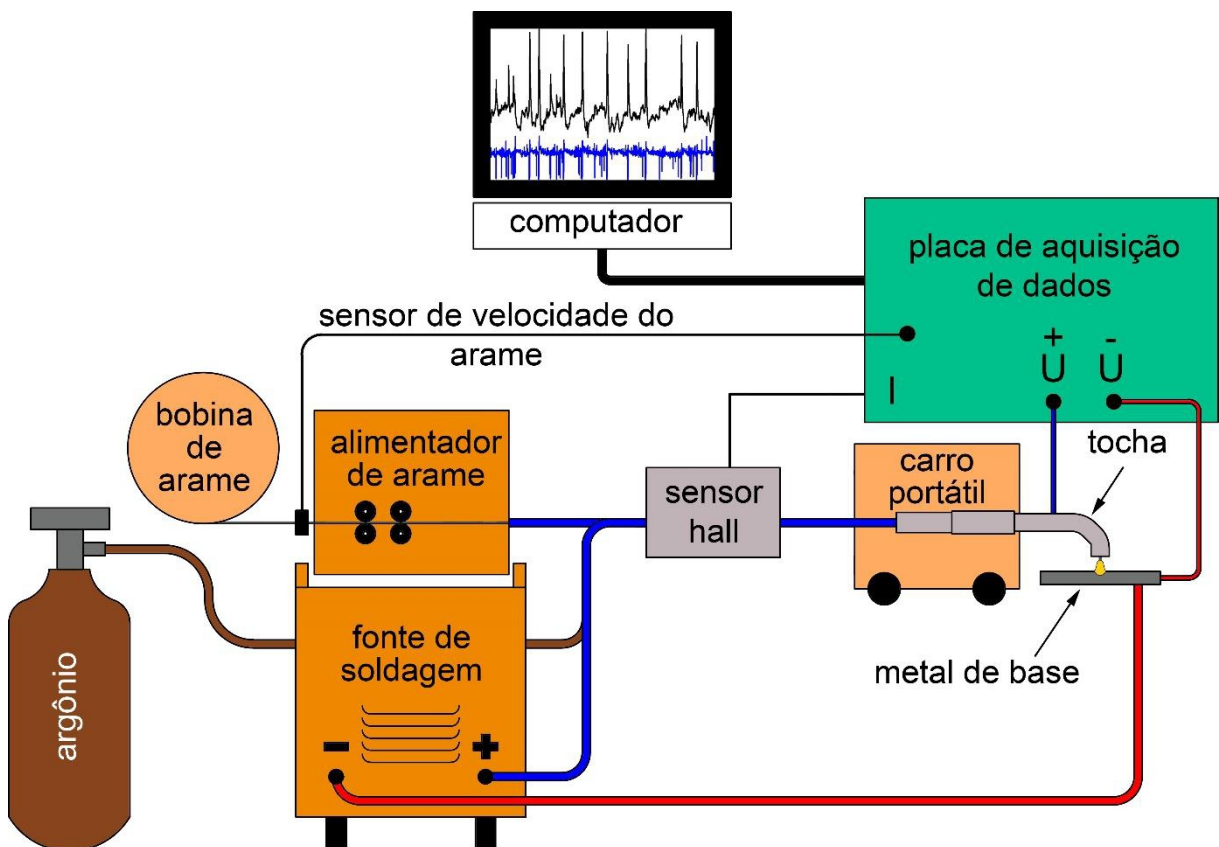 computador
placa de aquisição
de dados
sensor de velocidade do
arame
+
-
U
U
I
bobina
de
arame
alimentador
de arame
sensor
hall
carro
portátil
tocha
argônio
fonte de
soldagem
-
+
metal de base